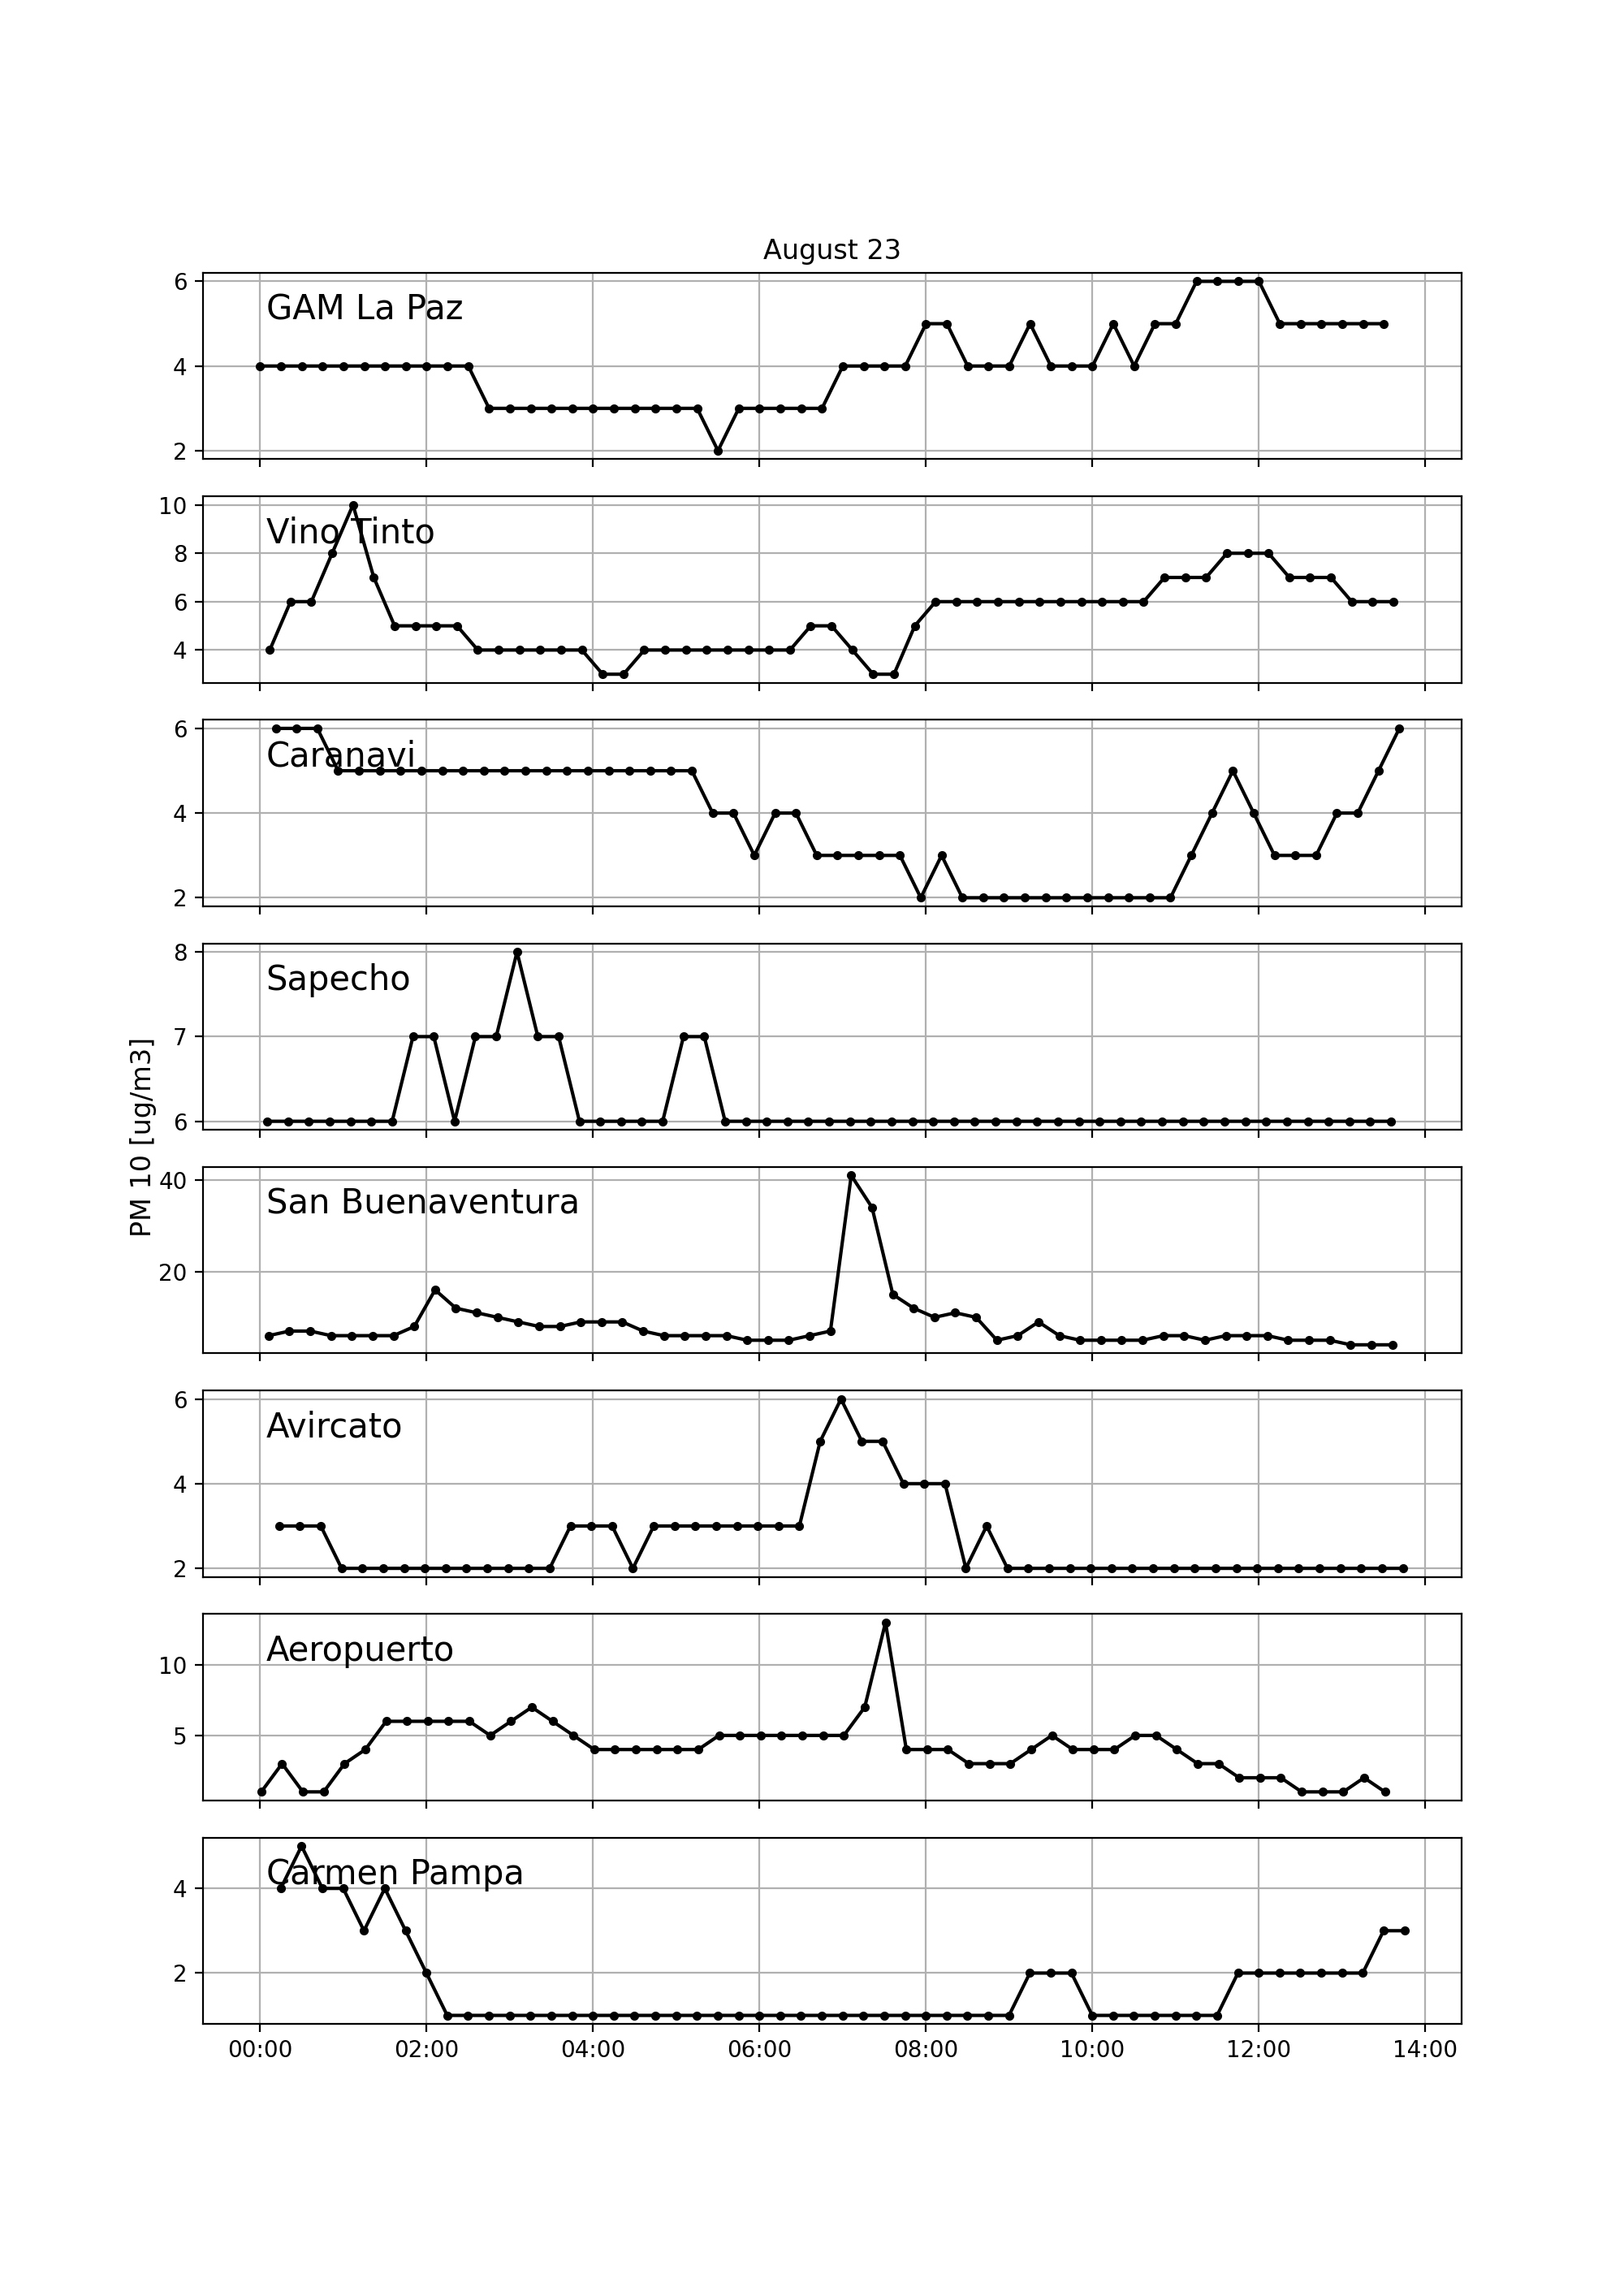 August 23
6
GAM La Paz
4
2
10
Vino Tinto
8
6
4
6
Caranavi
4
2
8
Sapecho
7
6
PM 10 [ug/m3]
40
San Buenaventura
20
6
Avircato
4
2
Aeropuerto
10
5
Carmen Pampa
4
2
00:00 02:00 04:00 06:00 08:00 10:00 12:00 14:00